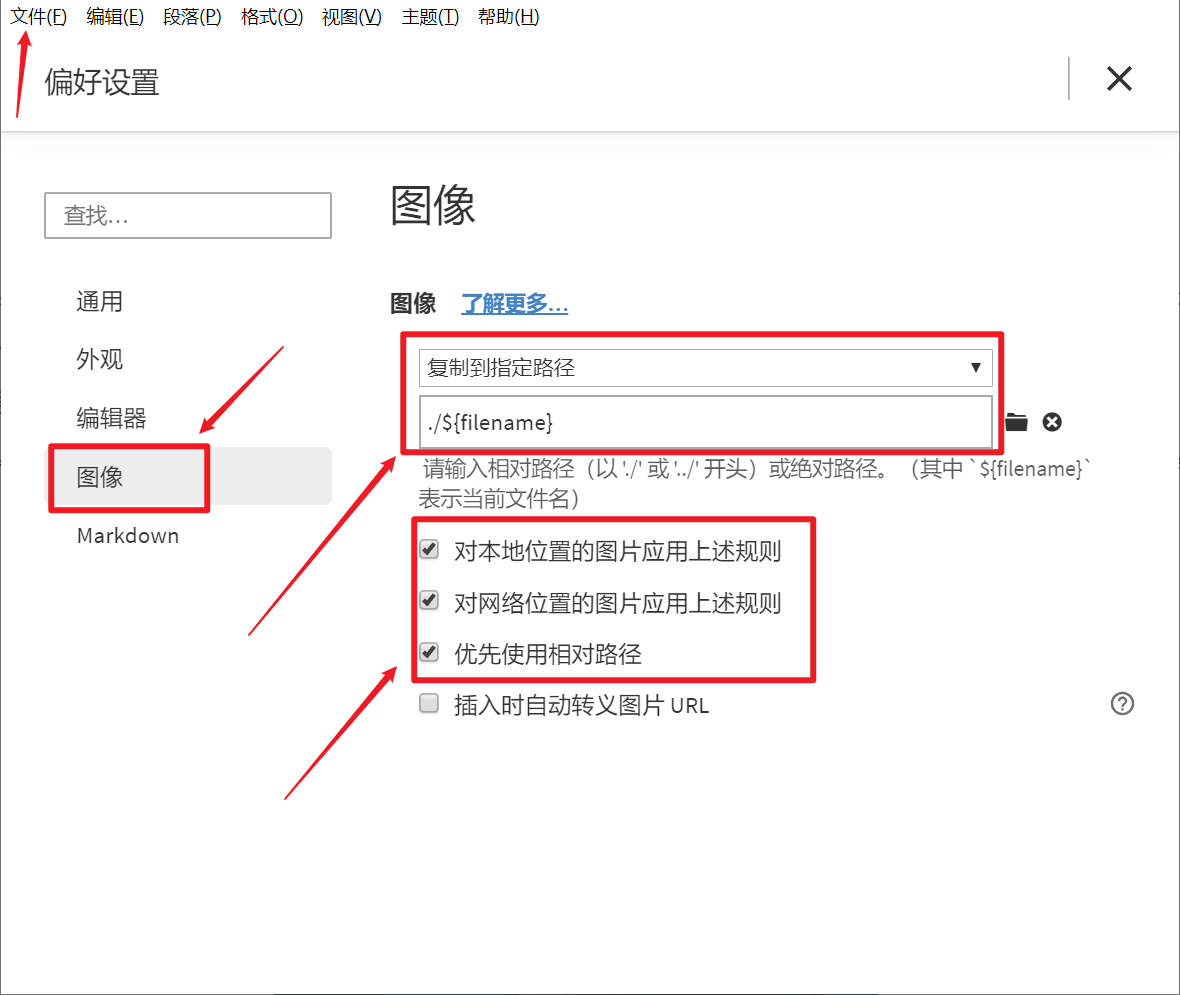 文件(F) 编辑(E) 段落(P) 格式(O) 视图(V) 主题(T) 帮助(H)
偏好设置
查找...
通用
外观
编辑器
图像
Markdown
图像
图像 了解更多...
复制到指定路径
./${filename}
请输入相对路径（以 './' 或 '../' 开头）或绝对路径。（其中 `${filename}`
表示当前文件名）
对本地位置的图片应用上述规则
对网络位置的图片应用上述规则
优先使用相对路径
插入时自动转义图片 URL